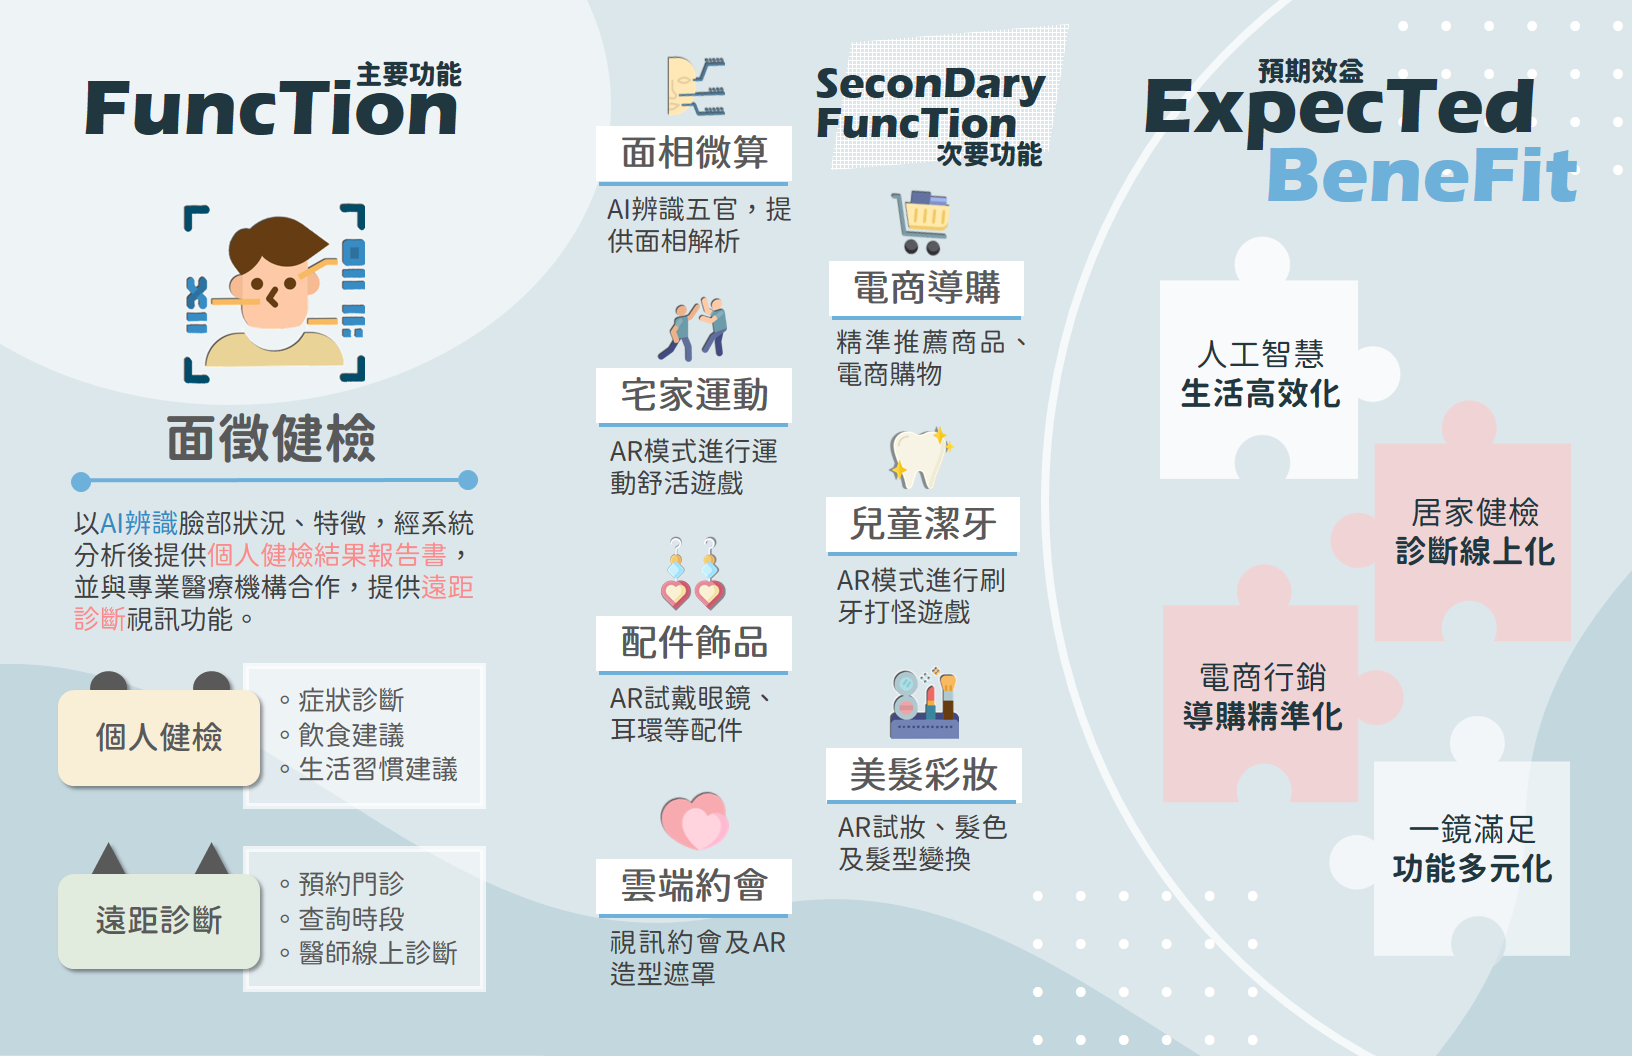 主要功能
FuncTion
面徵健檢
以AI辨識臉部狀況、特徵，經系統
分析後提供個人健檢結果報告書，
並與專業醫療機構合作，提供遠距
診斷視訊功能。
個人健檢
。症狀診斷
。飲食建議
。生活習慣建議
遠距診斷
。預約門診
。查詢時段
。醫師線上診斷
面相微算
AI辨識五官，提
供面相解析
宅家運動
AR模式進行運
動舒活遊戲
配件飾品
AR試戴眼鏡、
耳環等配件
雲端約會
視訊約會及AR
造型遮罩
SeconDary
FuncTion
次要功能
電商導購
精準推薦商品、
電商購物
兒童潔牙
AR模式進行刷
牙打怪遊戲
美髮彩妝
AR試妝、髮色
及髮型變換
預期效益
ExpecTed
BeneFit
人工智慧
生活高效化
居家健檢
診斷線上化
電商行銷
導購精準化
一鏡滿足
功能多元化